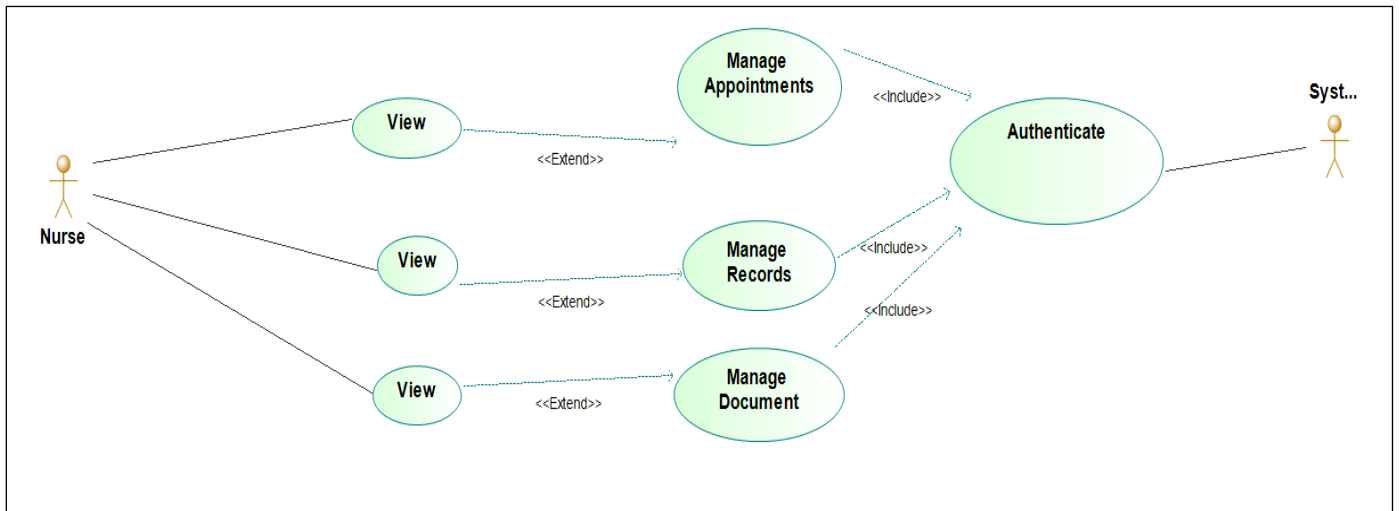 Manage
Appointments
<<Include>>
Syst...
View
Authenticate
<<Extend>>
Nurse
View
Manage
Records
<<Include>>
<<Extend>>
<<Include>>
View
Manage
Document
<<Extend>>